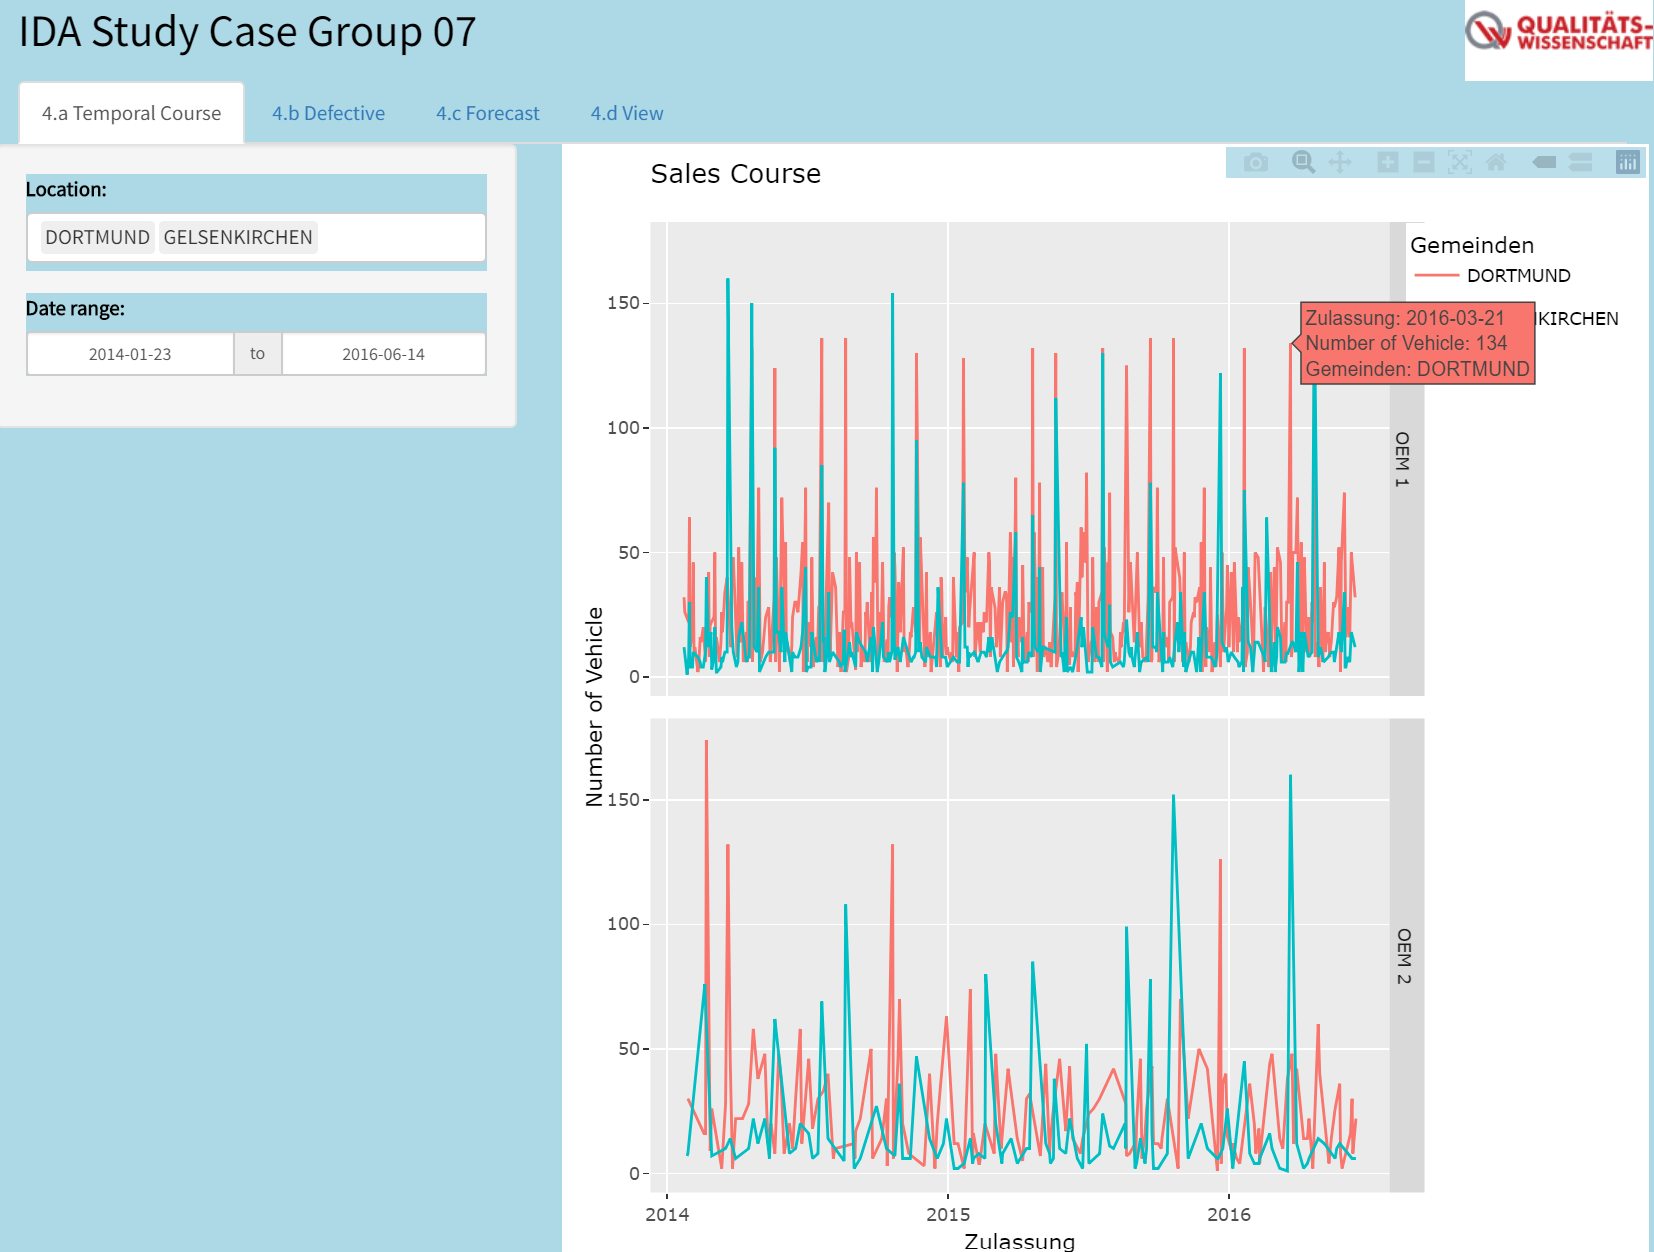 IDA Study Case Group 07
QUALITÄTS-
WISSENSCHAFT
4.a Temporal Course
4.b Defective
4.c Forecast
4.d View
Location:
DORTMUND GELSENKIRCHEN
Date range:
2014-01-23 to 2016-06-14
Sales Course
Gemeinden
DORTMUND
NKIRCHEN
Zulassung: 2016-03-21
Number of Vehicle: 134
Gemeinden: DORTMUND
150
100
50
0
OEM 1
Number of Vehicle
150
100
50
0
OEM 2
2014 2015 2016
Zulassung